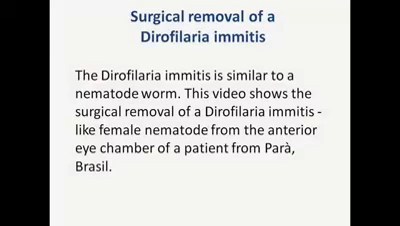 Surgical removal of a
Dirofilaria immitis
The Dirofilaria immitis is similar to a
nematode worm. This video shows the
surgical removal of a Dirofilaria immitis -
like female nematode from the anterior
eye chamber of a patient from Parà,
Brasil.